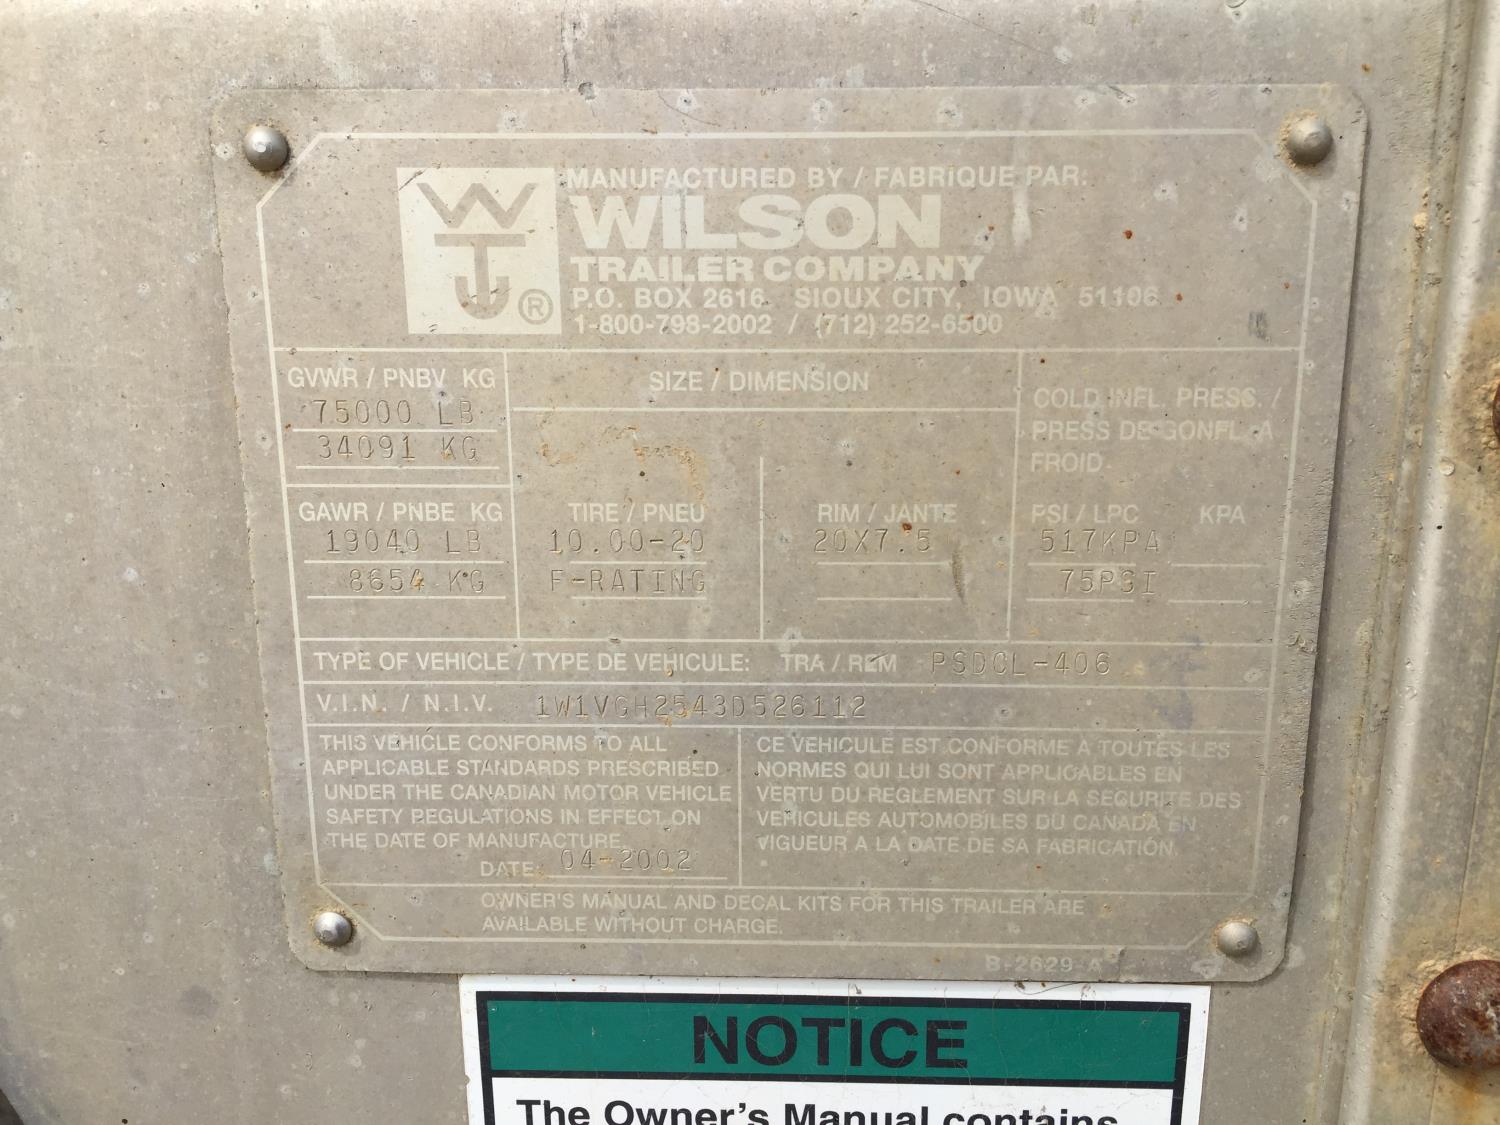 MANUFACTURED BY / FABRIQUE PAR:
WILSON
TRAILER COMPANY
P.O. BOX 2616 SIOUX CITY, IOWA 51106
1-800-798-2002 / (712) 252-6500
WT ®
GVWR / PNBV KG
75000 LB
34091 KG
GAWR / PNBE KG
19040 LB
8654 KG
SIZE / DIMENSION
TIRE / PNEU
10.00-20
F-RATING
RIM / JANTE
20X7.5
COLD INFL. PRESS. /
PRESS DE GONFL. A
FROID
PSI / LPC KPA
517KPA
75PSI
TYPE OF VEHICLE / TYPE DE VEHICULE: TRA / REM PSDCL-406
V.I.N. / N.I.V. 1W1VGH2543D526112
THIS VEHICLE CONFORMS TO ALL
APPLICABLE STANDARDS PRESCRIBED
UNDER THE CANADIAN MOTOR VEHICLE
SAFETY REGULATIONS IN EFFECT ON
THE DATE OF MANUFACTURE
DATE: 04-2002
CE VEHICULE EST CONFORME A TOUTES LES
NORMES QUI LUI SONT APPLICABLES EN
VERTU DU REGLEMENT SUR LA SECURITE DES
VEHICULES AUTOMOBILES DU CANADA EN
VIGUEUR A LA DATE DE SA FABRICATION
OWNER'S MANUAL AND DECAL KITS FOR THIS TRAILER ARE
AVAILABLE WITHOUT CHARGE.
B-2629-A
NOTICE
The Owner's Manual contains